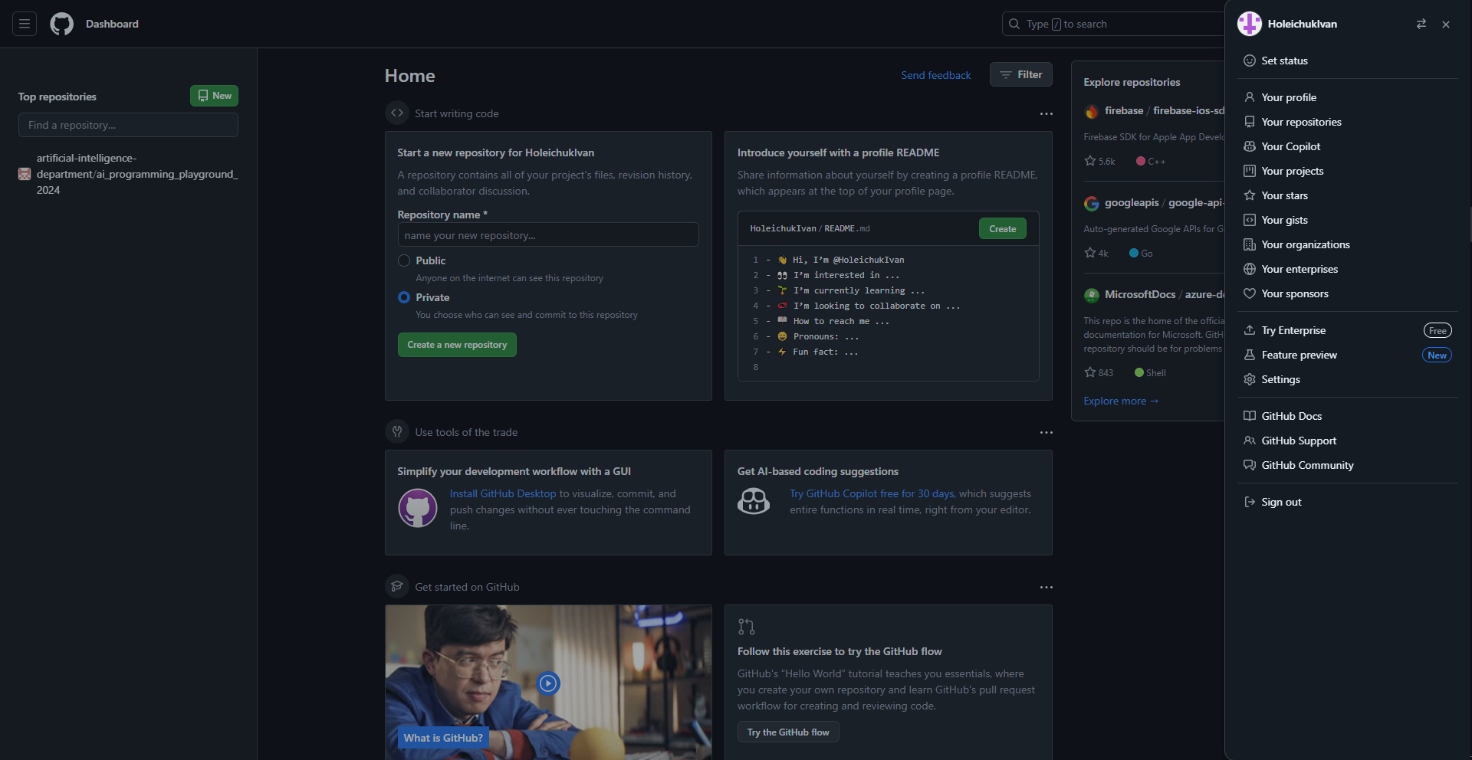 Dashboard
Type / to search
Top repositories
New
Find a repository...
artificial-intelligence-
department/ai_programming_playground_
2024
Home
Send feedback
Filter
Start writing code
Start a new repository for HoleichukIvan
A repository contains all of your project's files, revision history,
and collaborator discussion.
Repository name *
name your new repository...
Public
Anyone on the internet can see this repository
Private
You choose who can see and commit to this repository
Create a new repository
Introduce yourself with a profile README
Share information about yourself by creating a profile README,
which appears at the top of your profile page.
HoleichukIvan / README.md
Create
1 - 👋 Hi, I'm @HoleichukIvan
2 - 👀 I'm interested in ...
3 - 🌱 I'm currently learning ...
4 - 💞️ I'm looking to collaborate on ...
5 - 📫 How to reach me ...
6 - 😄 Pronouns: ...
7 - ⚡ Fun fact: ...
8
Use tools of the trade
Simplify your development workflow with a GUI
Install GitHub Desktop to visualize, commit, and
push changes without ever touching the command
line.
Get AI-based coding suggestions
Try GitHub Copilot free for 30 days, which suggests
entire functions in real time, right from your editor.
Get started on GitHub
What is GitHub?
Follow this exercise to try the GitHub flow
GitHub's "Hello World" tutorial teaches you essentials, where
you create your own repository and learn GitHub's pull request
workflow for creating and reviewing code.
Try the GitHub flow
Explore repositories
firebase / firebase-ios-sd
Firebase SDK for Apple App Devel
5.6k C++
googleapis / google-api-
Auto-generated Google APIs for G
4k Go
MicrosoftDocs / azure-d
This repo is the home of the officia
documentation for Microsoft. GitH
repository should be for problems
843 Shell
Explore more →
HoleichukIvan
Set status
Your profile
Your repositories
Your Copilot
Your projects
Your stars
Your gists
Your organizations
Your enterprises
Your sponsors
Try Enterprise Free
Feature preview New
Settings
GitHub Docs
GitHub Support
GitHub Community
Sign out